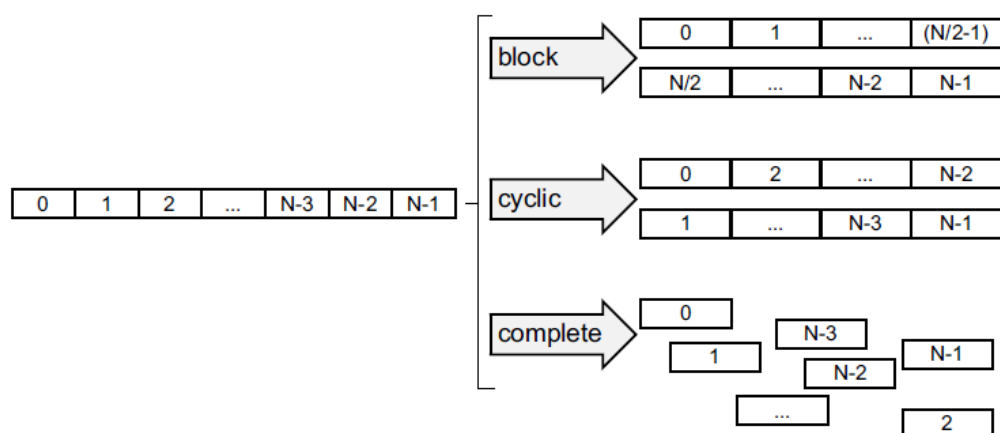 0 1 2 ... N-3 N-2 N-1
block
0 1 ... (N/2-1)
N/2 ... N-2 N-1
cyclic
0 2 ... N-2
1 ... N-3 N-1
complete
0
N-3
1
N-1
N-2
...
2